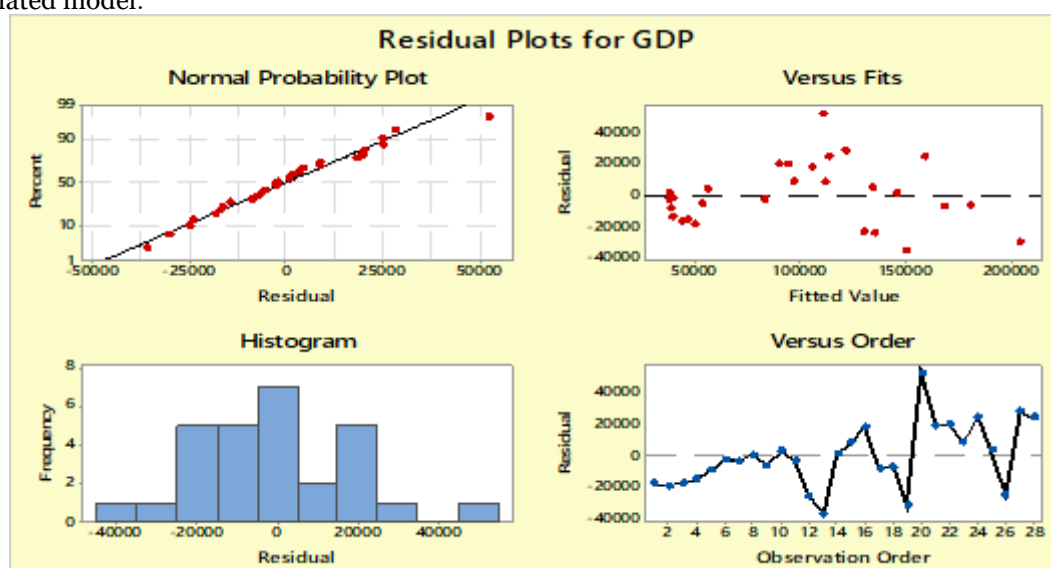 model.
Residual Plots for GDP
Normal Probability Plot
Percent
99
90
50
10
1
-50000 -25000 0 25000 50000
Residual
Versus Fits
Residual
40000
20000
0
-20000
-40000
50000 100000 150000 200000
Fitted Value
Histogram
Frequency
8
6
4
2
0
-40000 -20000 0 20000 40000
Residual
Versus Order
Residual
40000
20000
0
-20000
-40000
2 4 6 8 10 12 14 16 18 20 22 24 26 28
Observation Order